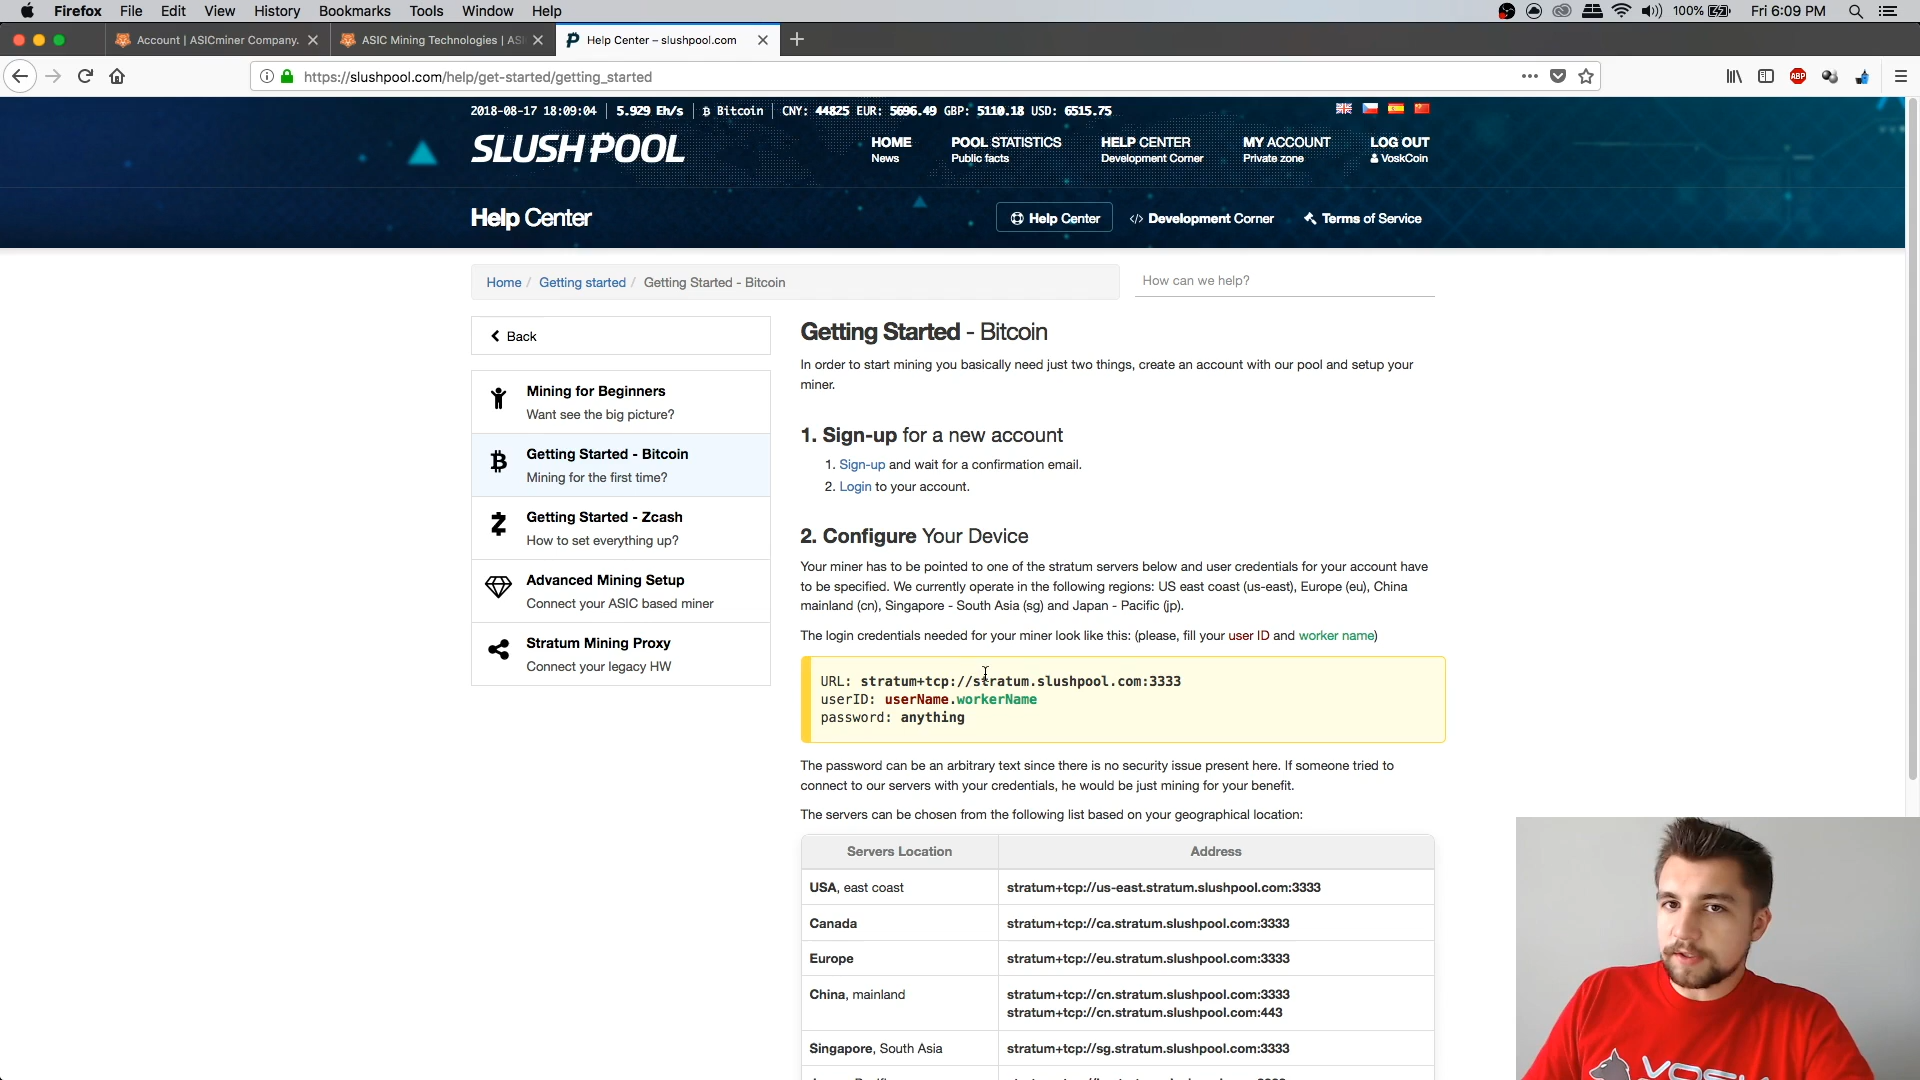 Firefox File Edit View History Bookmarks Tools Window Help
100% Fri 6:09 PM
Account | ASICminer Company.
ASIC Mining Technologies | ASI
Help Center – slushpool.com
https://slushpool.com/help/get-started/getting_started
ABP
2018-08-17 18:09:04 | 5.929 Eh/s | Bitcoin | CNY: 44825 EUR: 5696.49 GBP: 5110.18 USD: 6515.75
SLUSH POOL
HOME
News
POOL STATISTICS
Public facts
HELP CENTER
Development Corner
MY ACCOUNT
Private zone
LOG OUT
VoskCoin
Help Center
Help Center
</> Development Corner
Terms of Service
Home / Getting started / Getting Started - Bitcoin
How can we help?
Back
Mining for Beginners
Want see the big picture?
Getting Started - Bitcoin
Mining for the first time?
Getting Started - Zcash
How to set everything up?
Advanced Mining Setup
Connect your ASIC based miner
Stratum Mining Proxy
Connect your legacy HW
Getting Started - Bitcoin
In order to start mining you basically need just two things, create an account with our pool and setup your
miner.
1. Sign-up for a new account
1. Sign-up and wait for a confirmation email.
2. Login to your account.
2. Configure Your Device
Your miner has to be pointed to one of the stratum servers below and user credentials for your account have
to be specified. We currently operate in the following regions: US east coast (us-east), Europe (eu), China
mainland (cn), Singapore - South Asia (sg) and Japan - Pacific (jp).
The login credentials needed for your miner look like this: (please, fill your user ID and worker name)
URL: stratum+tcp://stratum.slushpool.com:3333
userID: userName.workerName
password: anything
The password can be an arbitrary text since there is no security issue present here. If someone tried to
connect to our servers with your credentials, he would be just mining for your benefit.
The servers can be chosen from the following list based on your geographical location:
Servers Location Address
USA, east coast stratum+tcp://us-east.stratum.slushpool.com:3333
Canada stratum+tcp://ca.stratum.slushpool.com:3333
Europe stratum+tcp://eu.stratum.slushpool.com:3333
China, mainland stratum+tcp://cn.stratum.slushpool.com:3333
stratum+tcp://cn.stratum.slushpool.com:443
Singapore, South Asia stratum+tcp://sg.stratum.slushpool.com:3333
VOSK